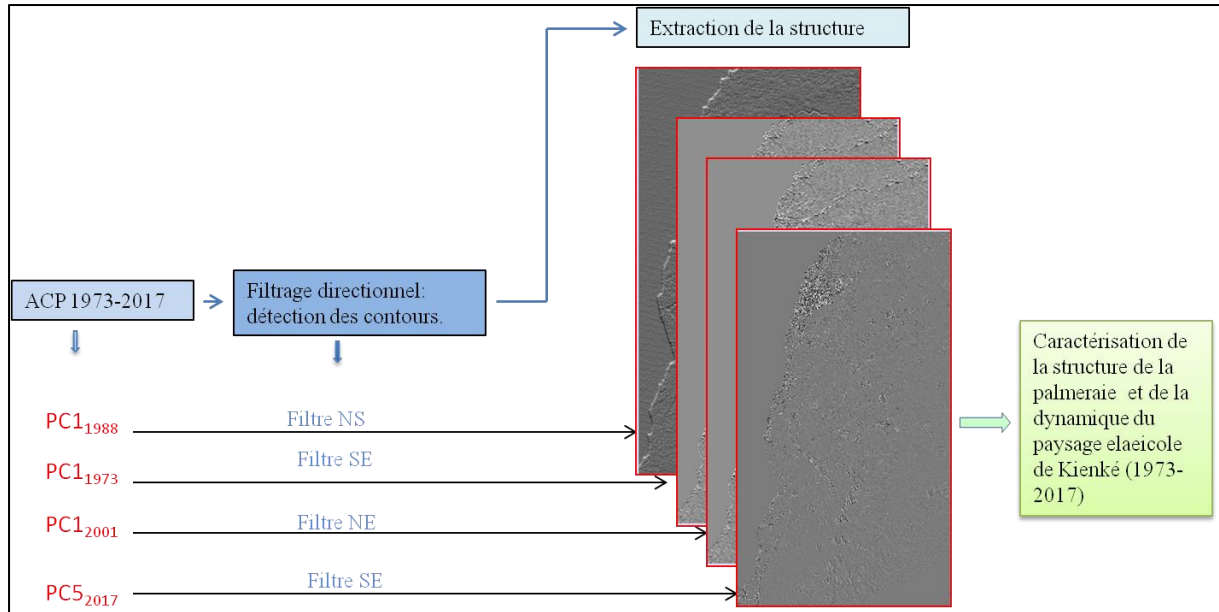 Extraction de la structure
ACP 1973-2017
Filtrage directionnel:
détection des contours.
PC1₁₉₈₈
Filtre NS
PC1₁₉₇₃
Filtre SE
PC1₂₀₀₁
Filtre NE
PC5₂₀₁₇
Filtre SE
Caractérisation de
la structure de la
palmeraie et de la
dynamique du
paysage elaeicole
de Kienké (1973-
2017)